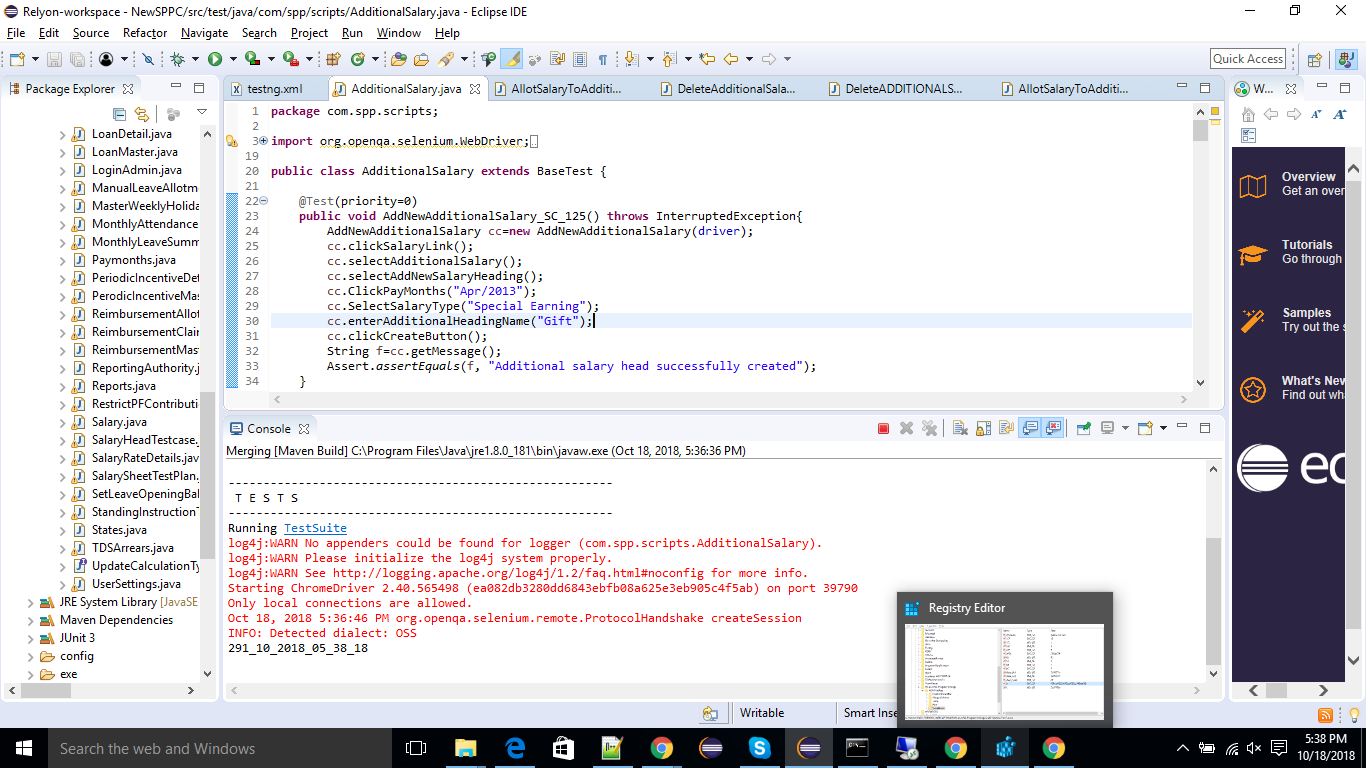 Relyon-workspace - NewSPPC/src/test/java/com/spp/scripts/AdditionalSalary.java - Eclipse IDE
File Edit Source Refactor Navigate Search Project Run Window Help
Quick Access
Package Explorer
testng.xml AdditionalSalary.java AllotSalaryToAdditi... DeleteAdditionalSala... DeleteADDITIONALS... AllotSalaryToAdditi... W...
LoanDetail.java
LoanMaster.java
LoginAdmin.java
ManualLeaveAllotm
MasterWeeklyHolida
MonthlyAttendance
MonthlyLeaveSumm
Paymonths.java
PeriodicIncentiveDet
PerodicIncentiveMas
ReimbursementAllot
ReimbursementClair
ReimbursementMast
ReportingAuthority.j
Reports.java
RestrictPFContributi
Salary.java
SalaryHeadTestcase.j
SalaryRateDetails.jav
SalarySheetTestPlan.
SetLeaveOpeningBal
StandingInstructionT
States.java
TDSArrears.java
UpdateCalculationTy
UserSettings.java
JRE System Library [JavaSE
Maven Dependencies
JUnit 3
config
exe
1 package com.spp.scripts;
2
3 import org.openqa.selenium.WebDriver;
19
20 public class AdditionalSalary extends BaseTest {
21
22 @Test(priority=0)
23 public void AddNewAdditionalSalary_SC_125() throws InterruptedException{
24 AddNewAdditionalSalary cc=new AddNewAdditionalSalary(driver);
25 cc.clickSalaryLink();
26 cc.selectAdditionalSalary();
27 cc.selectAddNewSalaryHeading();
28 cc.ClickPayMonths("Apr/2013");
29 cc.SelectSalaryType("Special Earning");
30 cc.enterAdditionalHeadingName("Gift");
31 cc.clickCreateButton();
32 String f=cc.getMessage();
33 Assert.assertEquals(f, "Additional salary head successfully created");
34 }
Overview
Get an over
Tutorials
Go through
Samples
Try out the s
What's New
Find out wha
ec
Console
Merging [Maven Build] C:\Program Files\Java\jre1.8.0_181\bin\javaw.exe (Oct 18, 2018, 5:36:36 PM)
-------------------------------------------------------
T E S T S
-------------------------------------------------------
Running TestSuite
log4j:WARN No appenders could be found for logger (com.spp.scripts.AdditionalSalary).
log4j:WARN Please initialize the log4j system properly.
log4j:WARN See http://logging.apache.org/log4j/1.2/faq.html#noconfig for more info.
Starting ChromeDriver 2.40.565498 (ea082db3280dd6843ebfb08a625e3eb905c4f5ab) on port 39790
Only local connections are allowed.
Oct 18, 2018 5:36:46 PM org.openqa.selenium.remote.ProtocolHandshake createSession
INFO: Detected dialect: OSS
291_10_2018_05_38_18
Registry Editor
Writable Smart Inse
Search the web and Windows
5:38 PM
10/18/2018